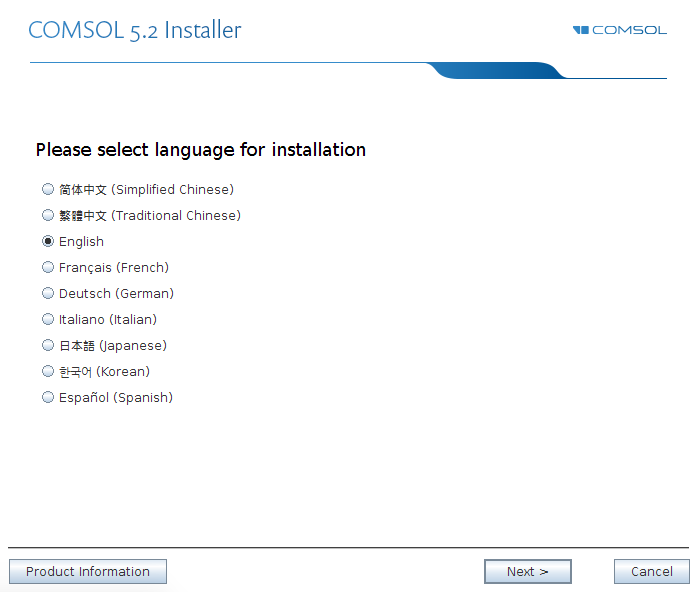 COMSOL 5.2 Installer
COMSOL
Please select language for installation
简体中文 (Simplified Chinese)
繁體中文 (Traditional Chinese)
English
Français (French)
Deutsch (German)
Italiano (Italian)
日本語 (Japanese)
한국어 (Korean)
Español (Spanish)
Product Information
Next >
Cancel